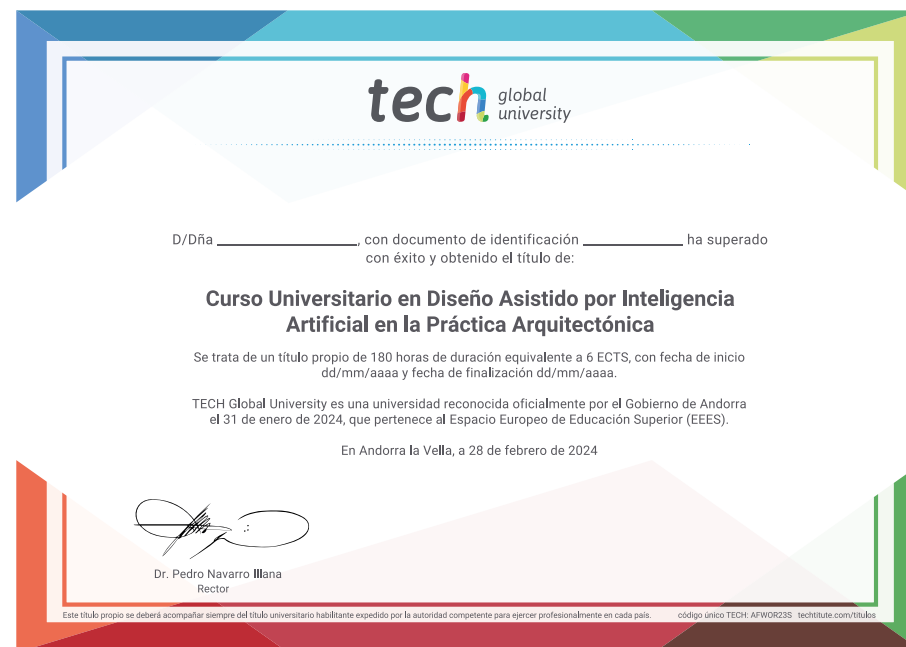 tech global university
D/Dña ____________________, con documento de identificación ______________ ha superado
con éxito y obtenido el título de:
Curso Universitario en Diseño Asistido por Inteligencia
Artificial en la Práctica Arquitectónica
Se trata de un título propio de 180 horas de duración equivalente a 6 ECTS, con fecha de inicio
dd/mm/aaaa y fecha de finalización dd/mm/aaaa.
TECH Global University es una universidad reconocida oficialmente por el Gobierno de Andorra
el 31 de enero de 2024, que pertenece al Espacio Europeo de Educación Superior (EEES).
En Andorra la Vella, a 28 de febrero de 2024
Dr. Pedro Navarro Illana
Rector
Este título propio se deberá acompañar siempre del título universitario habilitante expedido por la autoridad competente para ejercer profesionalmente en cada país. código único TECH: AFWOR23S techtitute.com/titulos